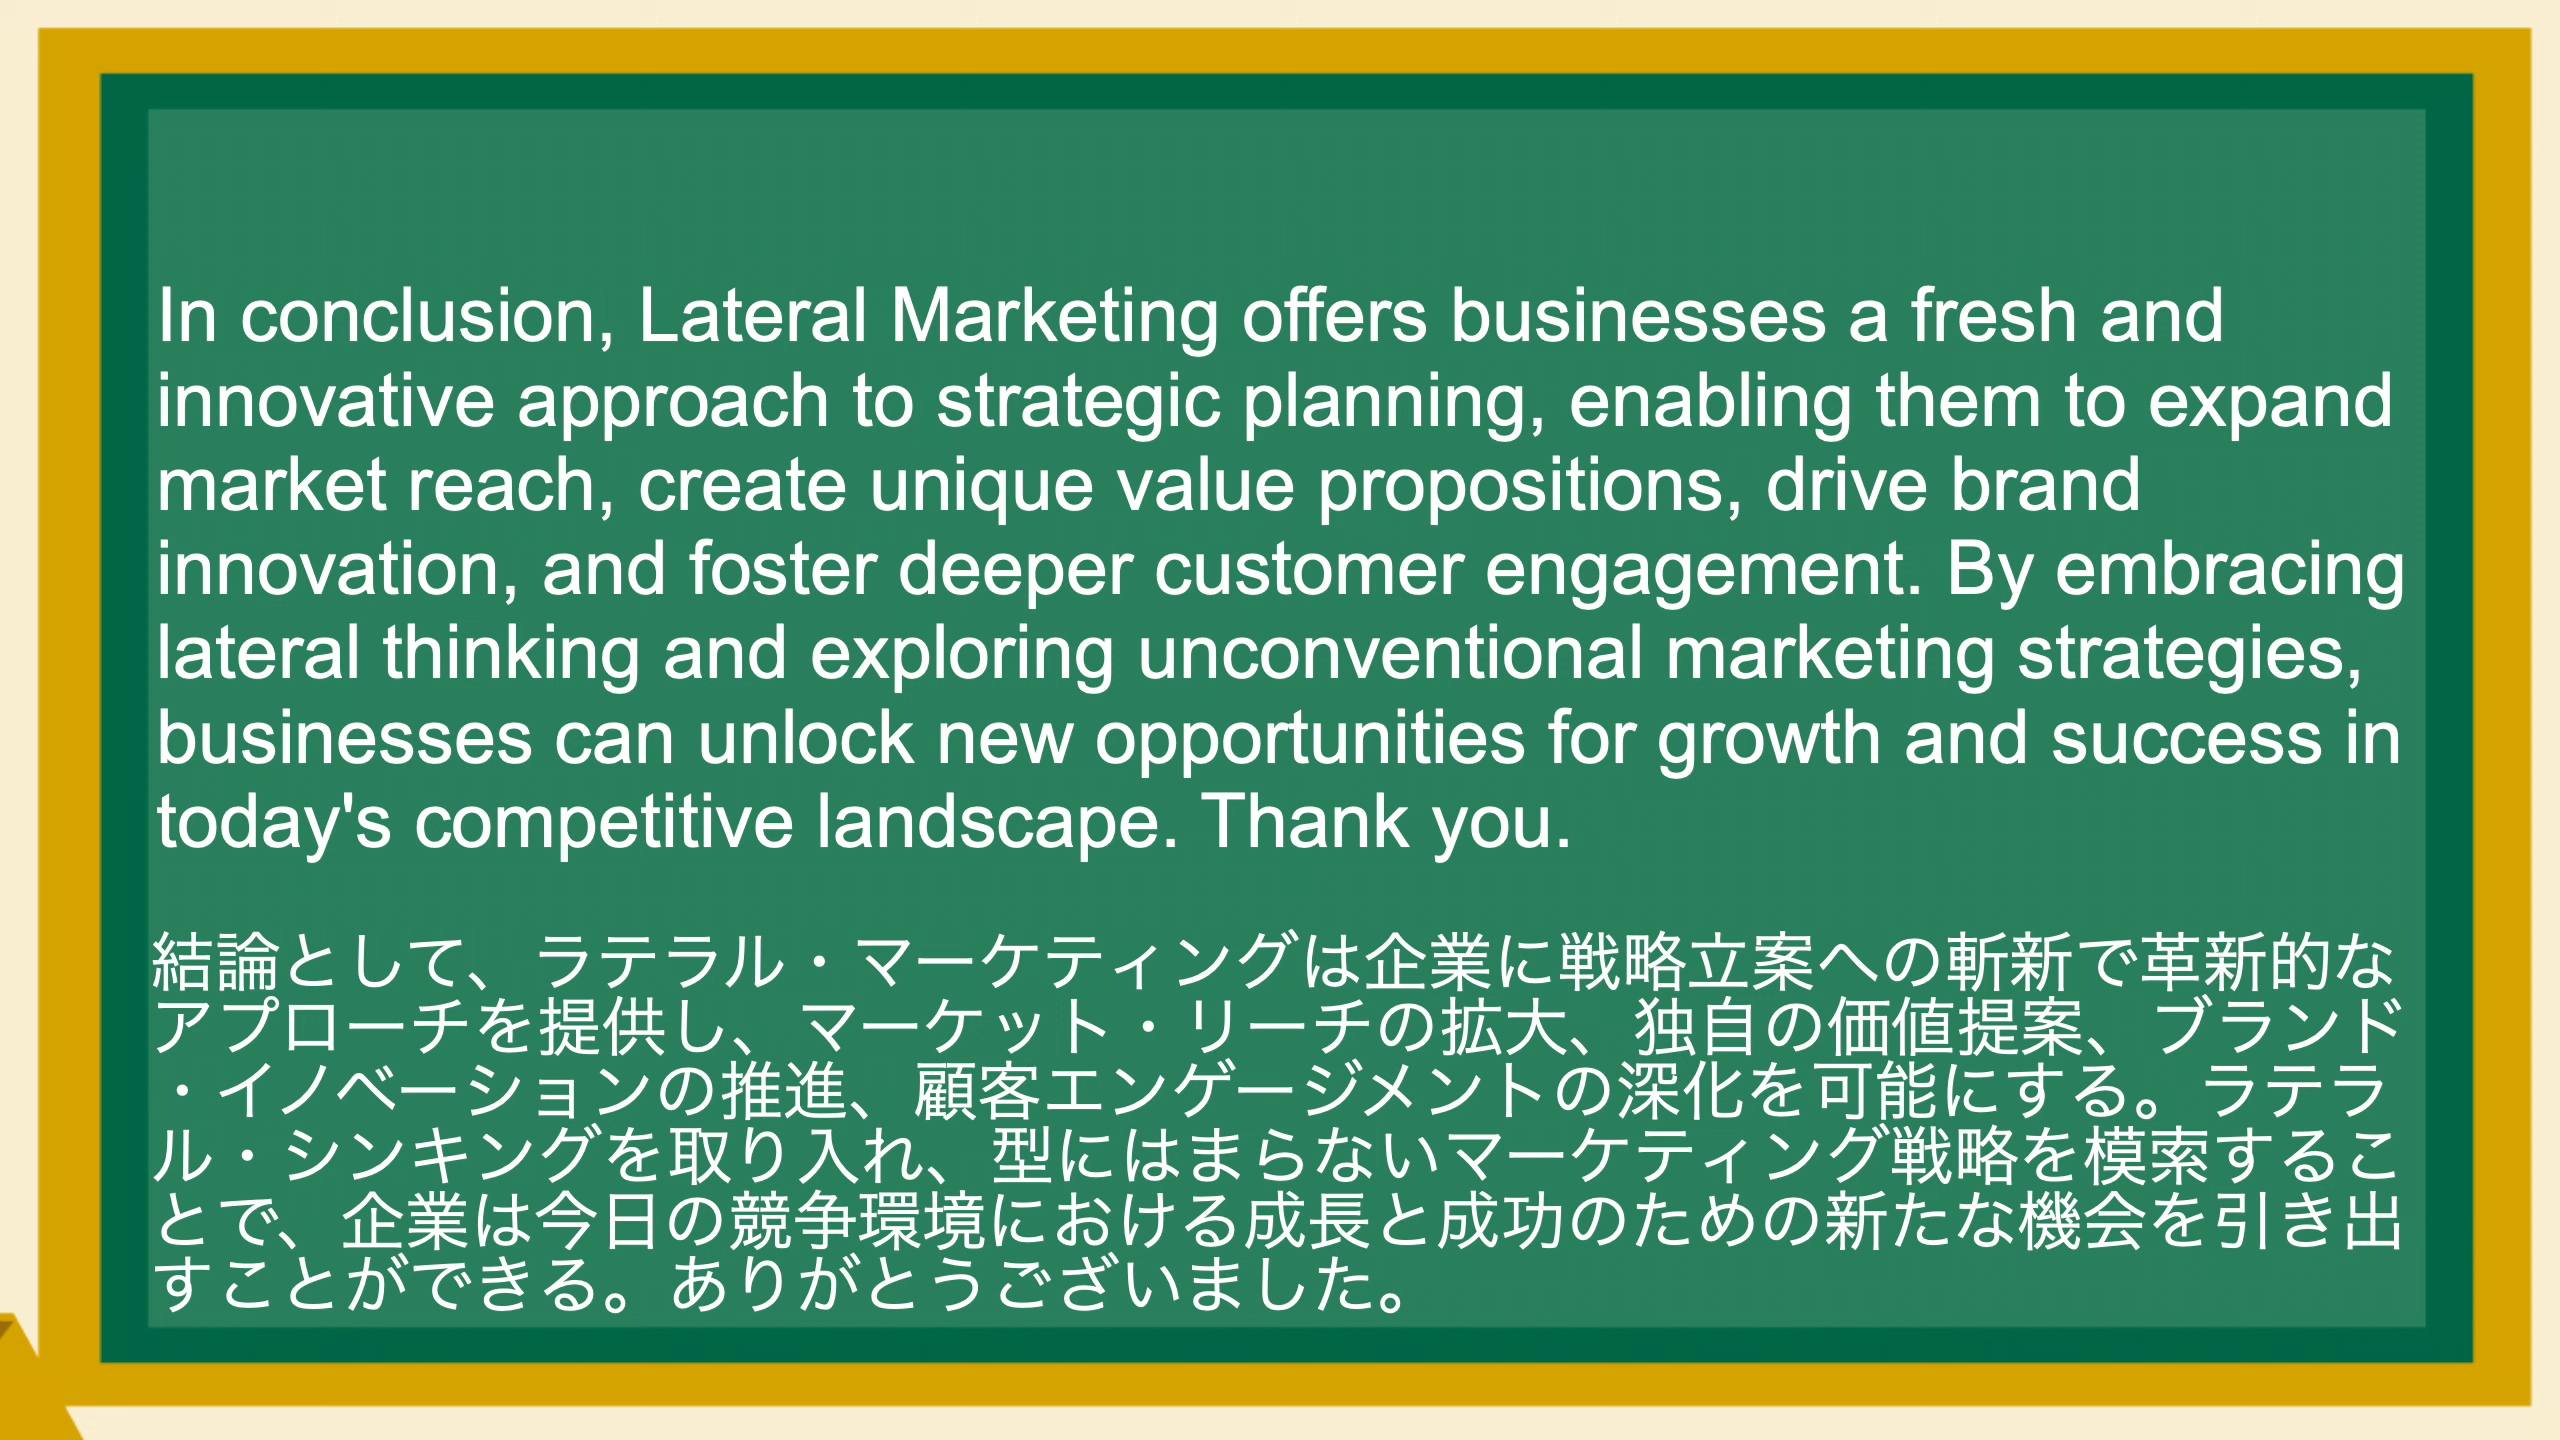 In conclusion, Lateral Marketing offers businesses a fresh and
innovative approach to strategic planning, enabling them to expand
market reach, create unique value propositions, drive brand
innovation, and foster deeper customer engagement. By embracing
lateral thinking and exploring unconventional marketing strategies,
businesses can unlock new opportunities for growth and success in
today's competitive landscape. Thank you.
結論として、ラテラル・マーケティングは企業に戦略立案への斬新で革新的な
アプローチを提供し、マーケット・リーチの拡大、独自の価値提案、ブランド
・イノベーションの推進、顧客エンゲージメントの深化を可能にする。ラテラ
ル・シンキングを取り入れ、型にはまらないマーケティング戦略を模索するこ
とで、企業は今日の競争環境における成長と成功のための新たな機会を引き出
すことができる。ありがとうございました。